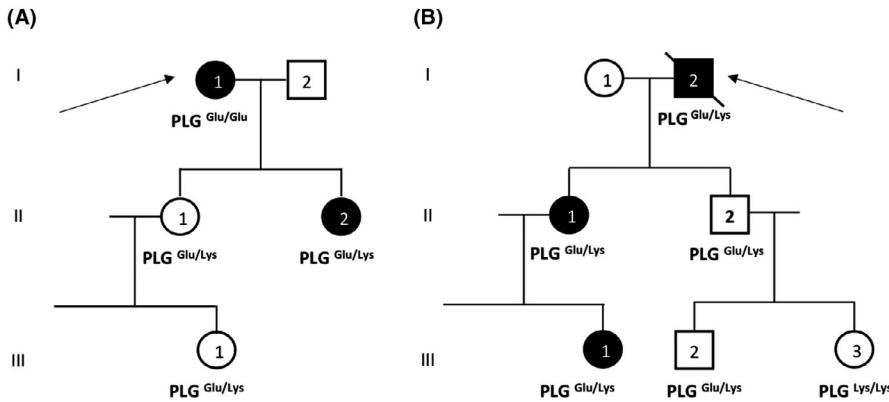 (A)
I
1
2
PLG Glu/Glu
II
1
2
PLG Glu/Lys
PLG Glu/Lys
III
1
PLG Glu/Lys
(B)
I
1
2
PLG Glu/Lys
II
1
2
PLG Glu/Lys
PLG Glu/Lys
III
1
2
3
PLG Glu/Lys
PLG Glu/Lys
PLG Lys/Lys